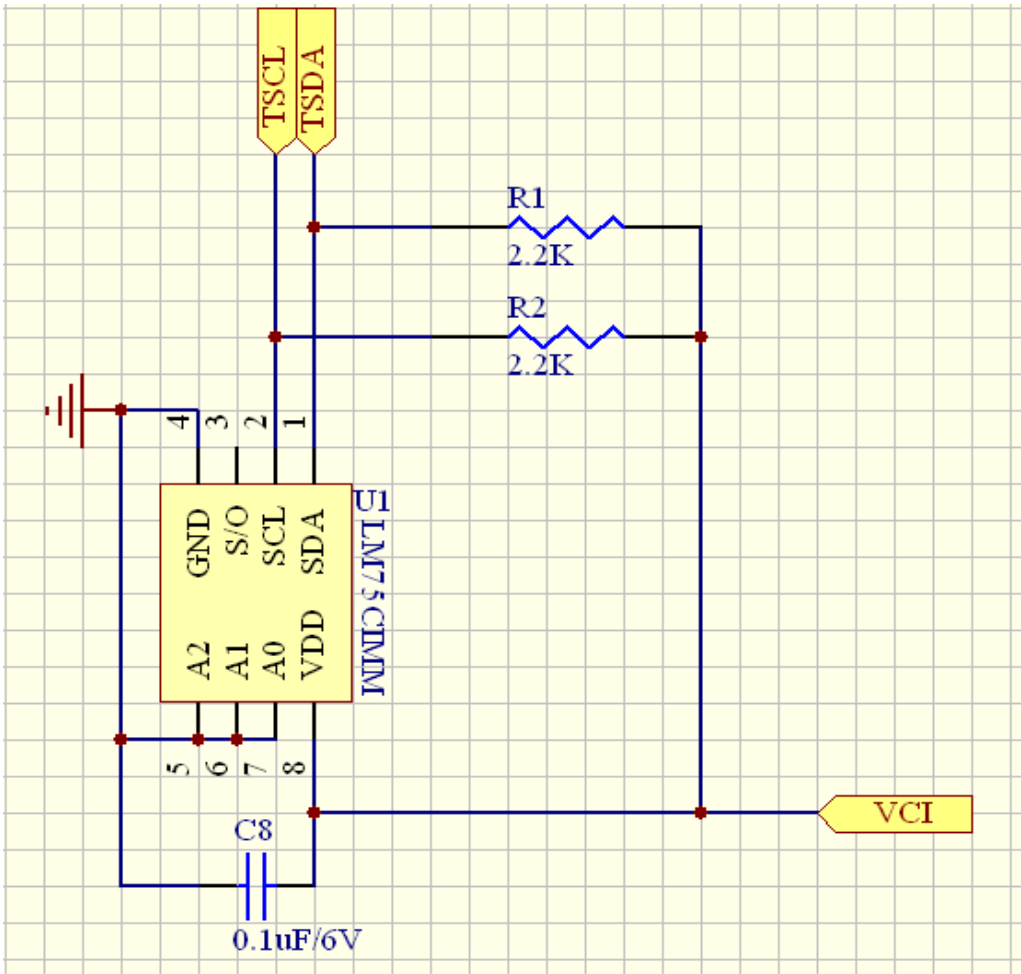 TSCL
TSDA
R1
2.2K
R2
2.2K
4
3
2
1
U1
LM75CIMM
GND
S/O
SCL
SDA
A2
A1
A0
VDD
5
6
7
8
VCI
C8
0.1uF/6V